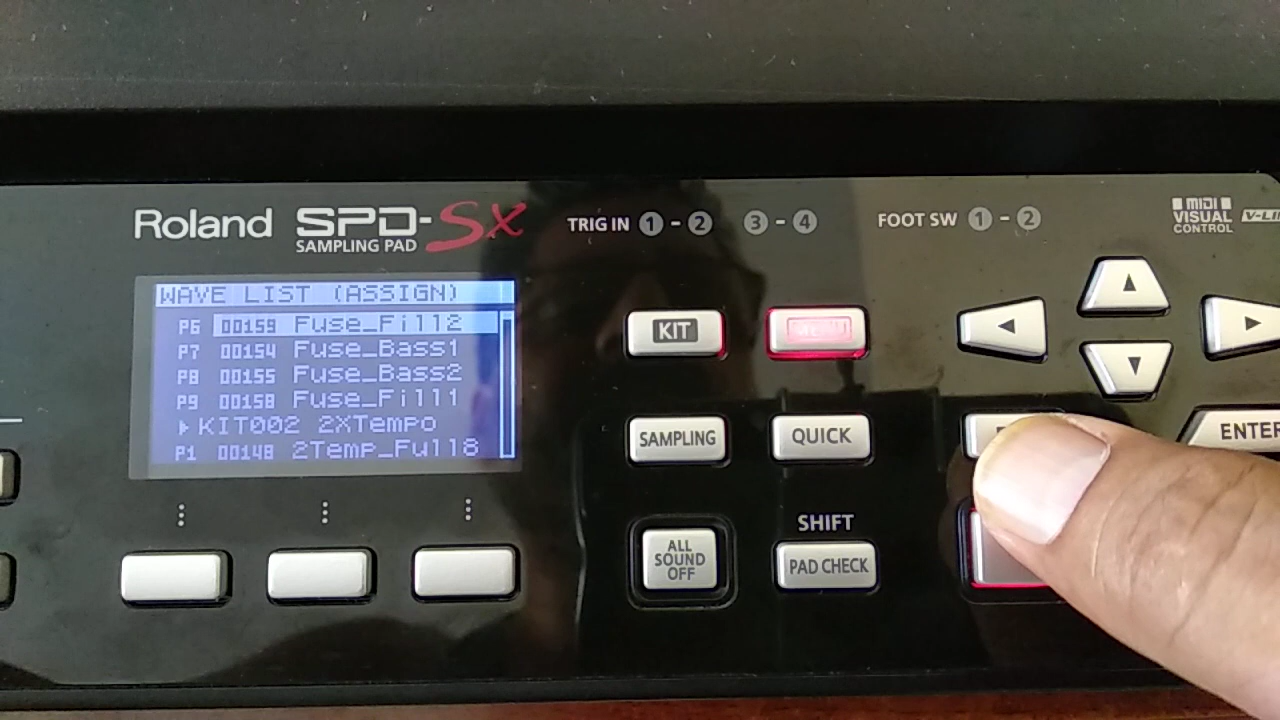 Roland SPD-SX
SAMPLING PAD
TRIG IN 1 - 2 3 - 4
FOOT SW 1 - 2
MIDI
VISUAL
CONTROL
WAVE LIST (ASSIGN)
P6 00159 Fuse_Fill2
P7 00154 Fuse_Bass1
P8 00155 Fuse_Bass2
P9 00158 Fuse_Fill1
KIT002 2XTempo
P1 00148 2Temp_Full8
KIT
MENU
SAMPLING
QUICK
ENTER
ALL
SOUND
OFF
SHIFT
PAD CHECK